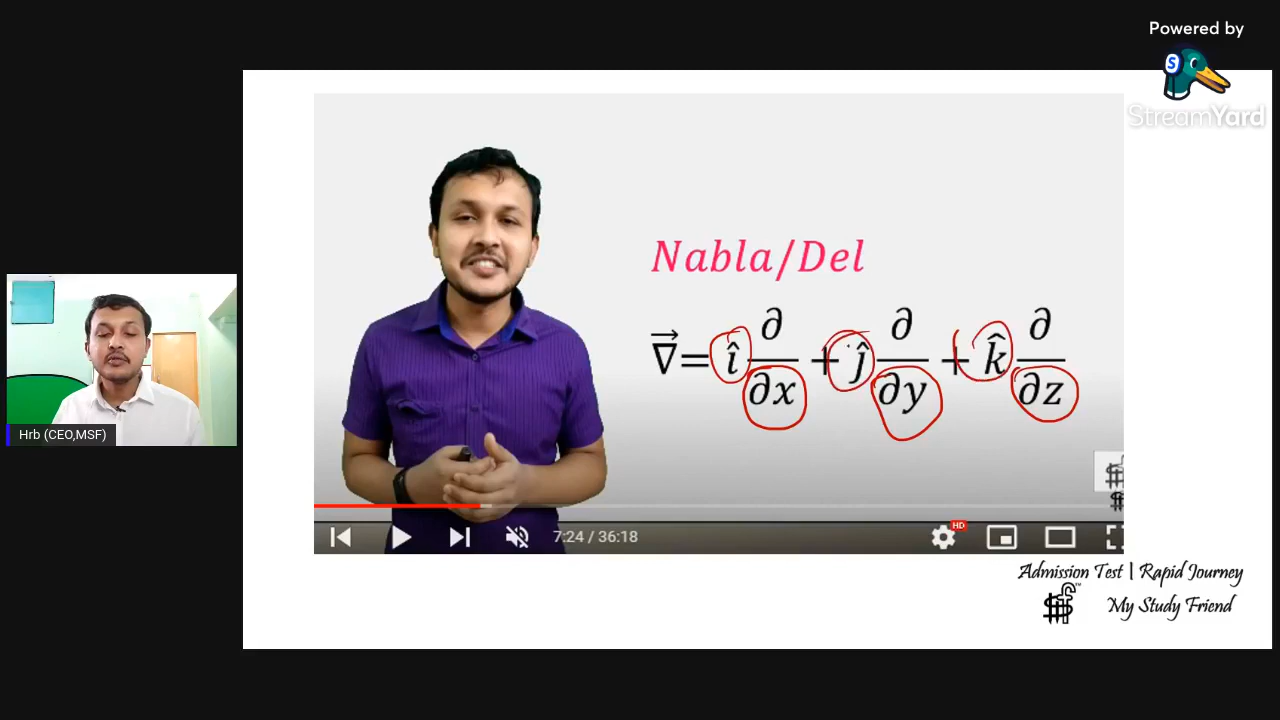 Powered by
StreamYard
Nabla/Del
∇⃗= î ∂/∂x + ĵ ∂/∂y + k̂ ∂/∂z
Hrb (CEO,MSF)
7:24 / 36:18
HD
Admission Test | Rapid Journey
My Study Friend